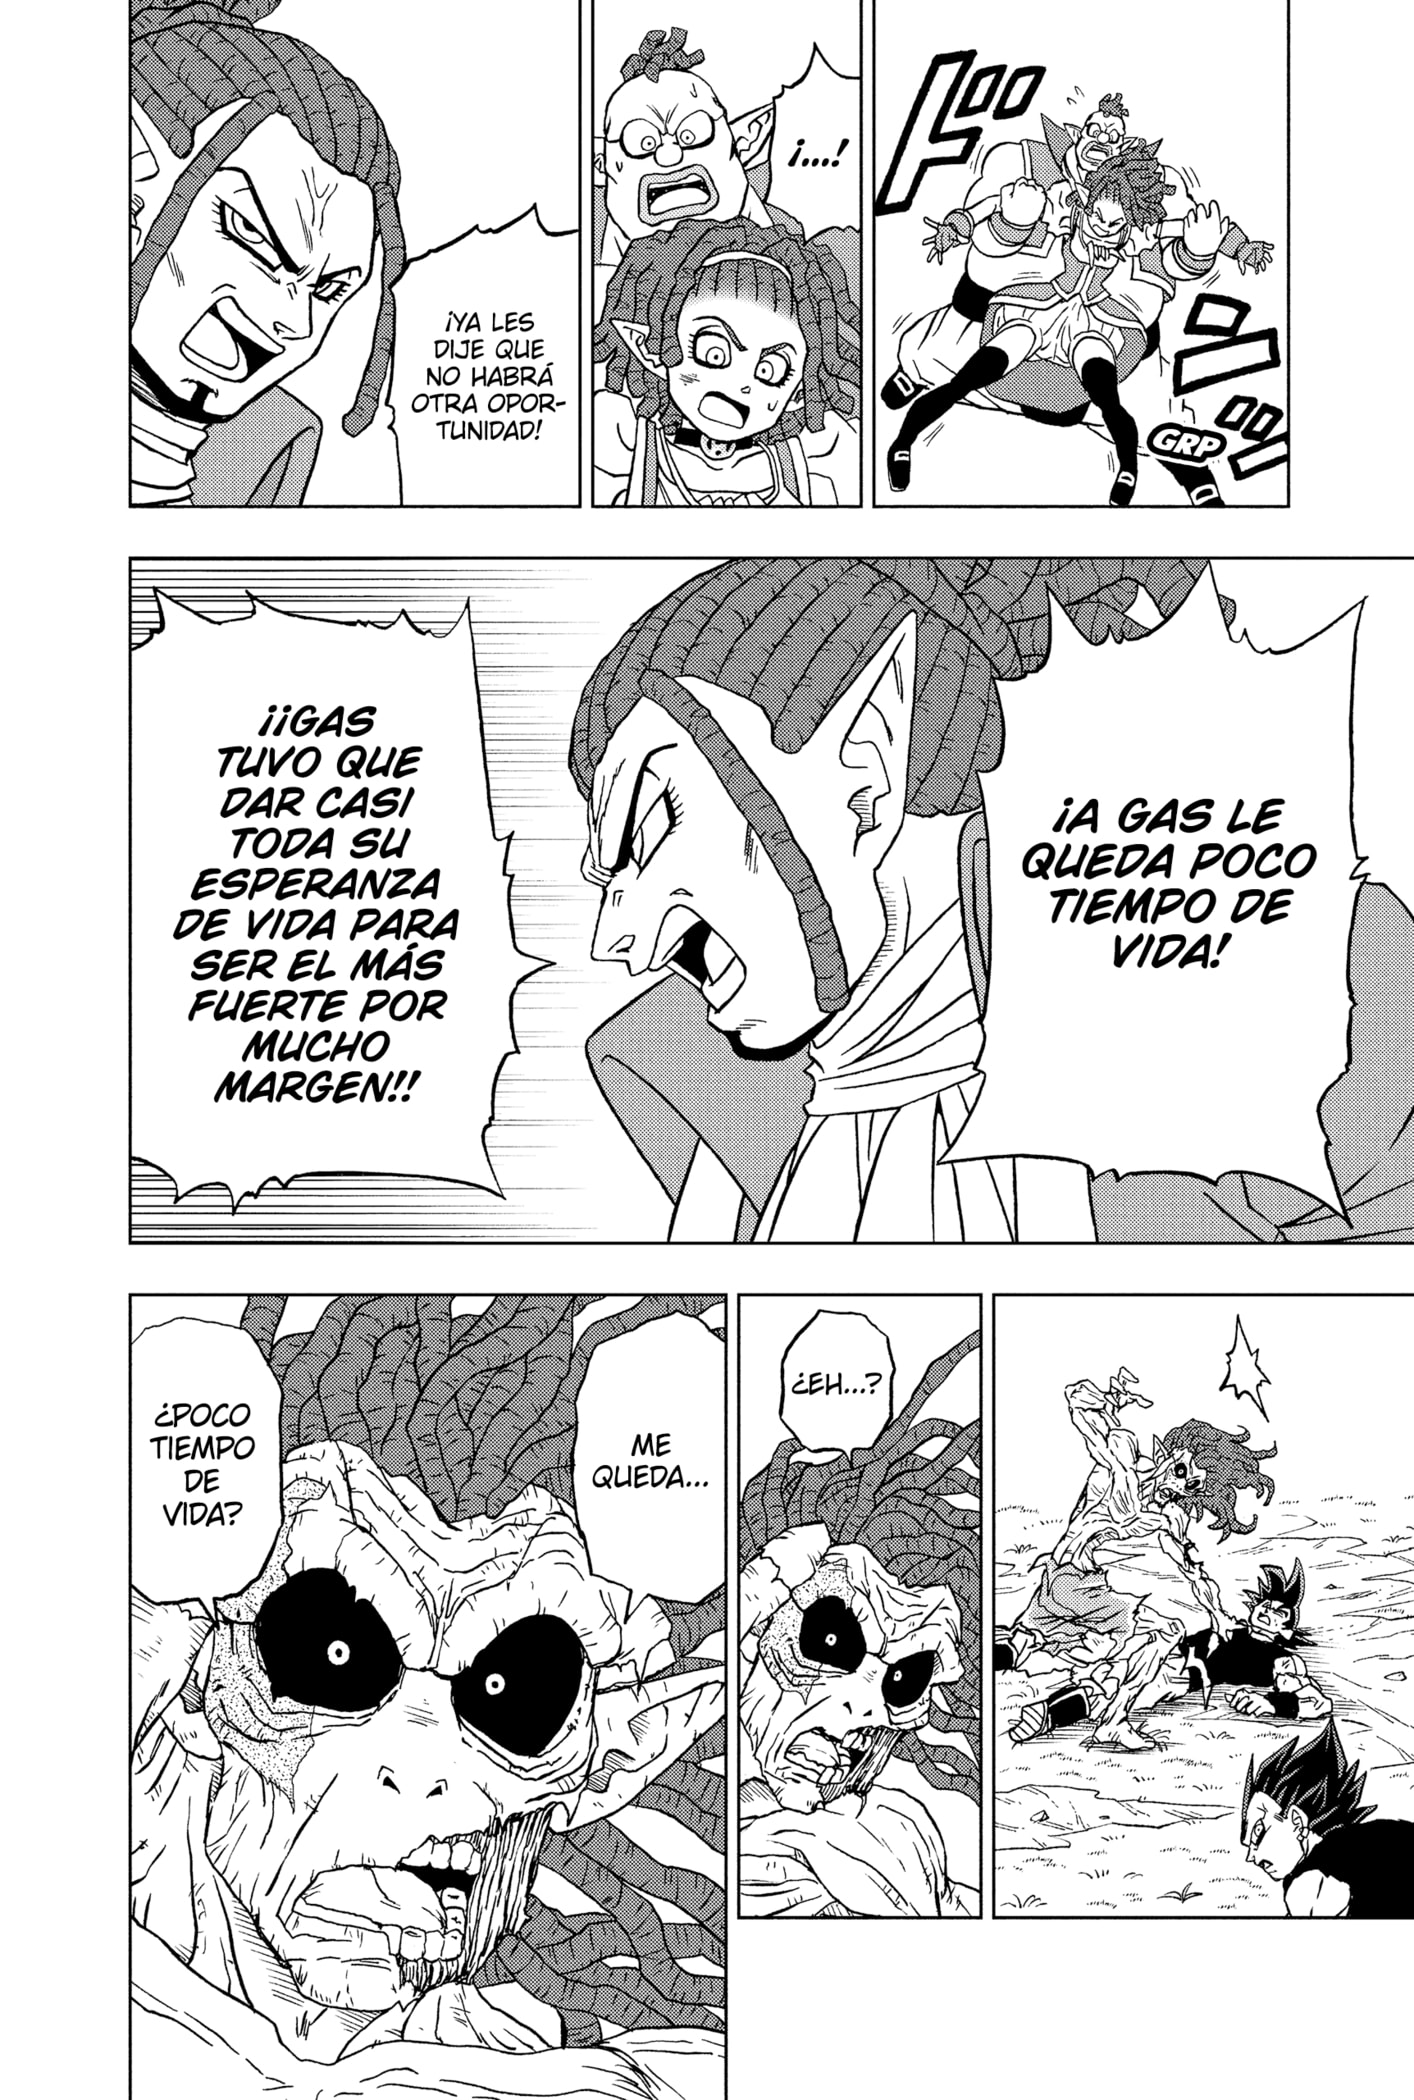 FOOO
GRP
¡...!
¡YA LES
DIJE QUE
NO HABRÁ
OTRA OPOR-
TUNIDAD!
¡A GAS LE
QUEDA POCO
TIEMPO DE
VIDA!
¡¡GAS
TUVO QUE
DAR CASI
TODA SU
ESPERANZA
DE VIDA PARA
SER EL MÁS
FUERTE POR
MUCHO
MARGEN!!
¿EH...?
ME
QUEDA...
¿POCO
TIEMPO
DE
VIDA?